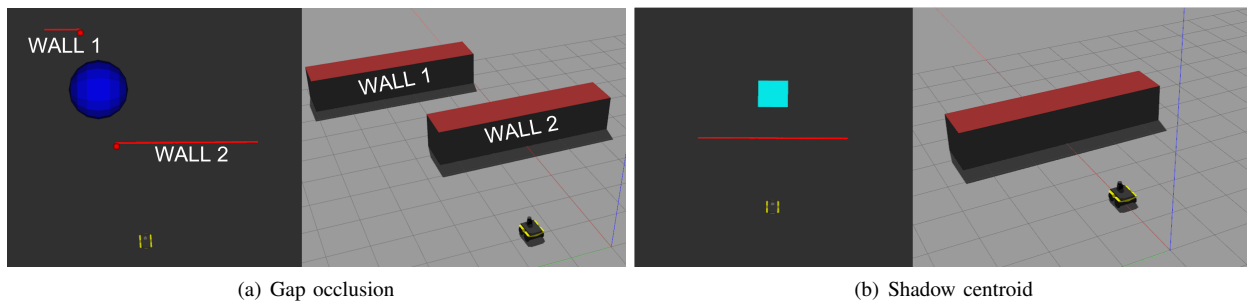 WALL 1
WALL 2
WALL 1
WALL 2
(a) Gap occlusion
(b) Shadow centroid